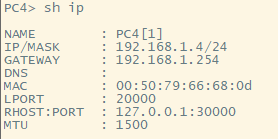 PC4> sh ip
NAME : PC4[1]
IP/MASK : 192.168.1.4/24
GATEWAY : 192.168.1.254
DNS :
MAC : 00:50:79:66:68:0d
LPORT : 20000
RHOST:PORT : 127.0.0.1:30000
MTU : 1500